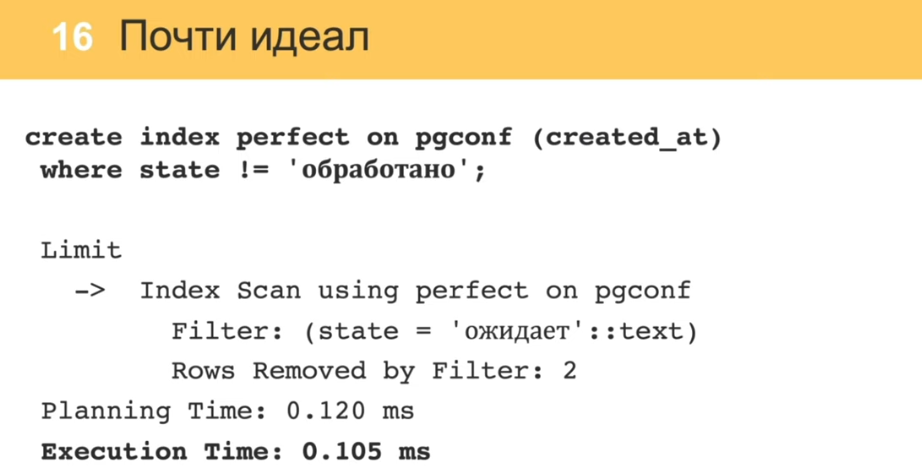 16 Почти идеал
create index perfect on pgconf (created_at)
where state != 'обработано';
Limit
-> Index Scan using perfect on pgconf
Filter: (state = 'ожидает'::text)
Rows Removed by Filter: 2
Planning Time: 0.120 ms
Execution Time: 0.105 ms